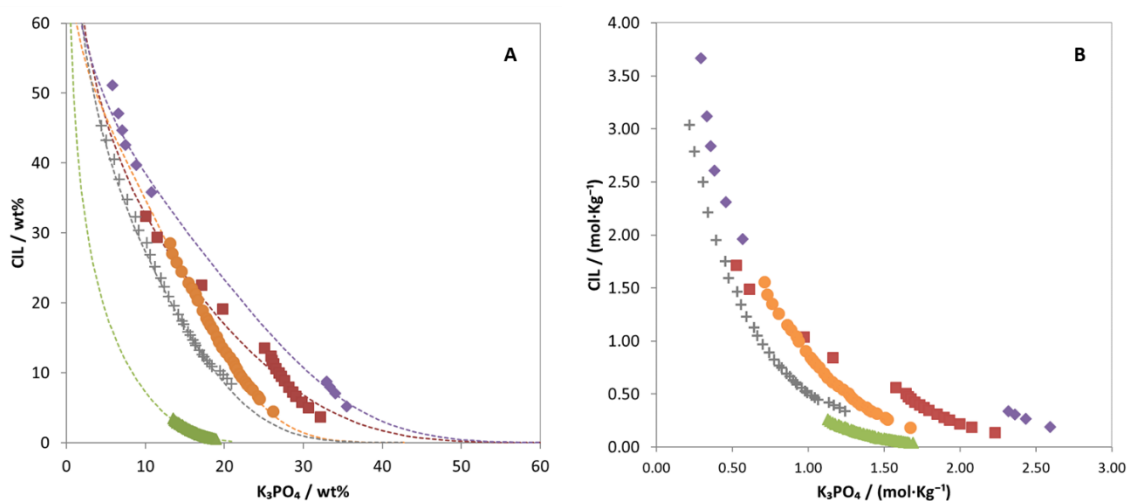 A
60
50
40
30
20
10
0
CIL / wt%
0 10 20 30 40 50 60
K₃PO₄ / wt%
B
4.00
3.50
3.00
2.50
2.00
1.50
1.00
0.50
0.00
CIL / (mol·Kg⁻¹)
0.00 0.50 1.00 1.50 2.00 2.50 3.00
K₃PO₄ / (mol·Kg⁻¹)